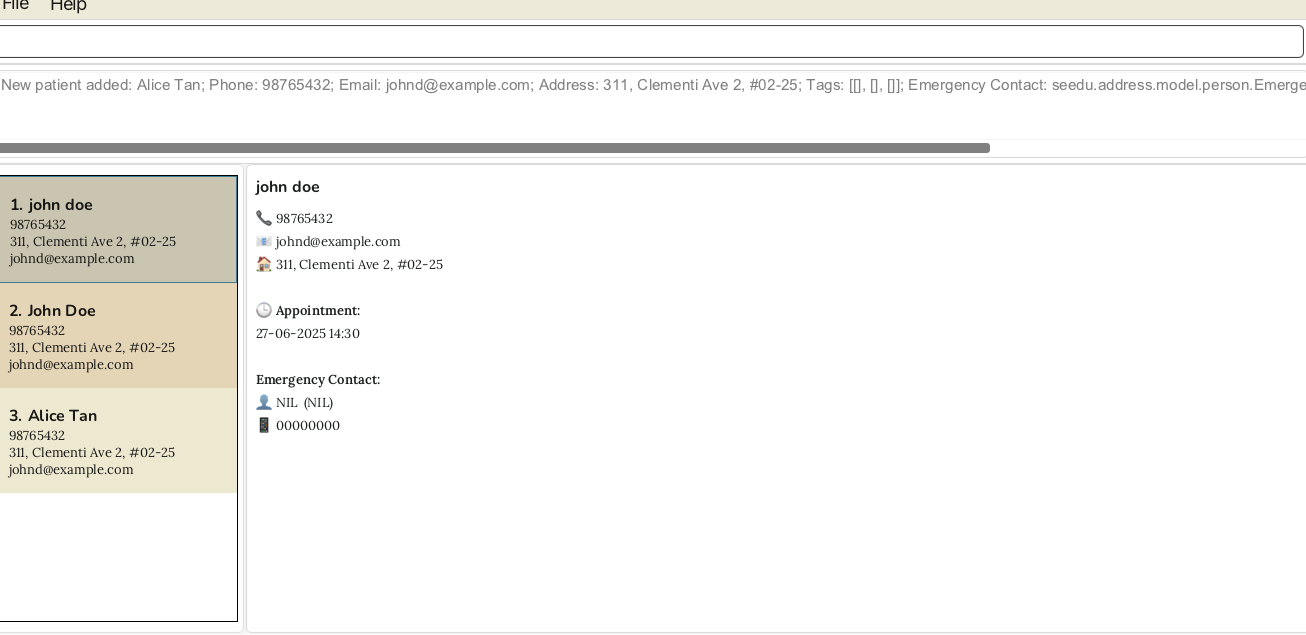 File Help
New patient added: Alice Tan; Phone: 98765432; Email: johnd@example.com; Address: 311, Clementi Ave 2, #02-25; Tags: [[], [], []]; Emergency Contact: seedu.address.model.person.Emerge
1. john doe
98765432
311, Clementi Ave 2, #02-25
johnd@example.com
2. John Doe
98765432
311, Clementi Ave 2, #02-25
johnd@example.com
3. Alice Tan
98765432
311, Clementi Ave 2, #02-25
johnd@example.com
john doe
98765432
johnd@example.com
311, Clementi Ave 2, #02-25
Appointment:
27-06-2025 14:30
Emergency Contact:
NIL (NIL)
00000000